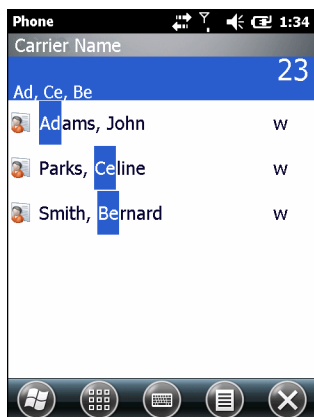 Phone 1:34
Carrier Name
23
Ad, Ce, Be
Adams, John w
Parks, Celine w
Smith, Bernard w